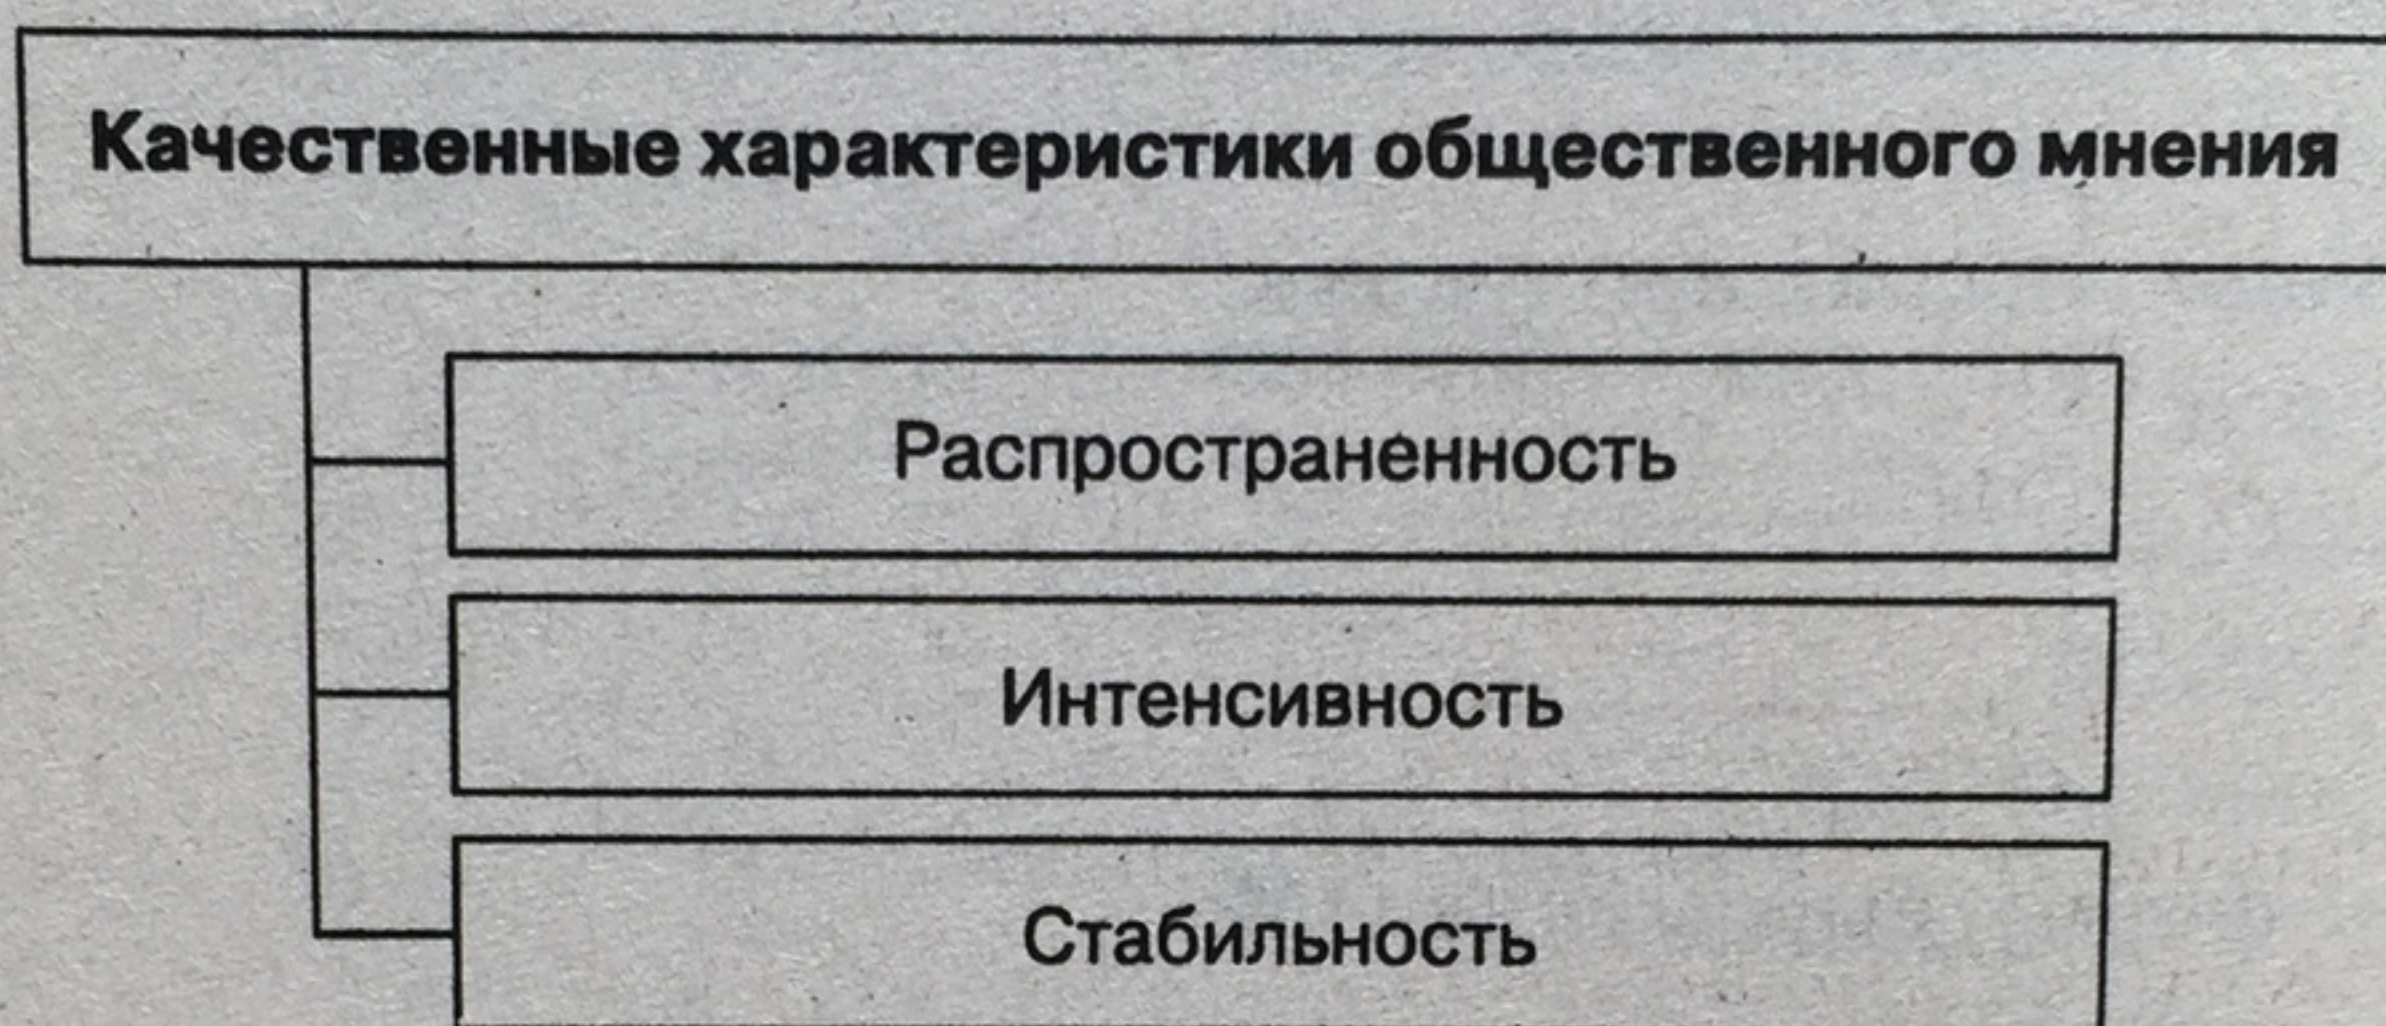 Качественные характеристики общественного мнения
Распространенность
Интенсивность
Стабильность